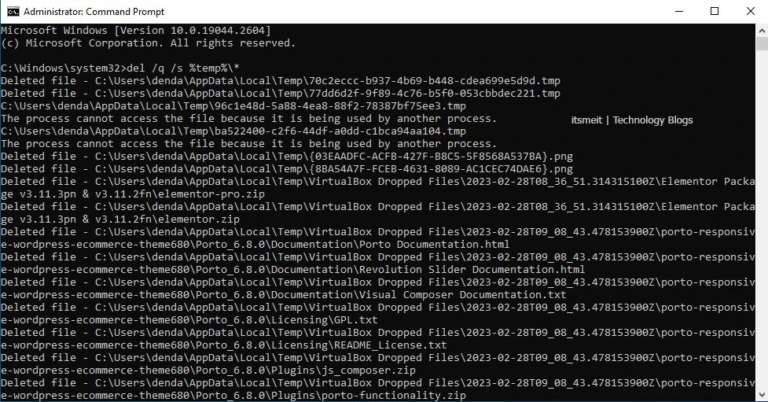 Administrator: Command Prompt
Microsoft Windows [Version 10.0.19044.2604]
(c) Microsoft Corporation. All rights reserved.
C:\Windows\system32>del /q /s %temp%\*
Deleted file - C:\Users\denda\AppData\Local\Temp\70c2eccc-b937-4b69-b448-cdea699e5d9d.tmp
Deleted file - C:\Users\denda\AppData\Local\Temp\77dd6d2f-9f89-4c76-b5f0-053cbbdec221.tmp
C:\Users\denda\AppData\Local\Temp\96c1e48d-5a88-4ea8-88f2-78387bf75ee3.tmp
The process cannot access the file because it is being used by another process.
itsmeit | Technology Blogs
C:\Users\denda\AppData\Local\Temp\ba522400-c2f6-44df-a0dd-c1bca94aa104.tmp
The process cannot access the file because it is being used by another process.
Deleted file - C:\Users\denda\AppData\Local\Temp\{03EAADFC-ACFB-427F-B8C5-5F8568A537BA}.png
Deleted file - C:\Users\denda\AppData\Local\Temp\{8BA54A7F-FCEB-4631-8089-AC1CEC74DAE6}.png
Deleted file - C:\Users\denda\AppData\Local\Temp\VirtualBox Dropped Files\2023-02-28T08_36_51.314315100Z\Elementor Packa
ge v3.11.3pn & v3.11.2fn\elementor-pro.zip
Deleted file - C:\Users\denda\AppData\Local\Temp\VirtualBox Dropped Files\2023-02-28T08_36_51.314315100Z\Elementor Packa
ge v3.11.3pn & v3.11.2fn\elementor.zip
Deleted file - C:\Users\denda\AppData\Local\Temp\VirtualBox Dropped Files\2023-02-28T09_08_43.478153900Z\porto-responsiv
e-wordpress-ecommerce-theme680\Porto_6.8.0\Documentation\Porto Documentation.html
Deleted file - C:\Users\denda\AppData\Local\Temp\VirtualBox Dropped Files\2023-02-28T09_08_43.478153900Z\porto-responsiv
e-wordpress-ecommerce-theme680\Porto_6.8.0\Documentation\Revolution Slider Documentation.html
Deleted file - C:\Users\denda\AppData\Local\Temp\VirtualBox Dropped Files\2023-02-28T09_08_43.478153900Z\porto-responsiv
e-wordpress-ecommerce-theme680\Porto_6.8.0\Documentation\Visual Composer Documentation.txt
Deleted file - C:\Users\denda\AppData\Local\Temp\VirtualBox Dropped Files\2023-02-28T09_08_43.478153900Z\porto-responsiv
e-wordpress-ecommerce-theme680\Porto_6.8.0\Licensing\GPL.txt
Deleted file - C:\Users\denda\AppData\Local\Temp\VirtualBox Dropped Files\2023-02-28T09_08_43.478153900Z\porto-responsiv
e-wordpress-ecommerce-theme680\Porto_6.8.0\Licensing\README_License.txt
Deleted file - C:\Users\denda\AppData\Local\Temp\VirtualBox Dropped Files\2023-02-28T09_08_43.478153900Z\porto-responsiv
e-wordpress-ecommerce-theme680\Porto_6.8.0\Plugins\js_composer.zip
Deleted file - C:\Users\denda\AppData\Local\Temp\VirtualBox Dropped Files\2023-02-28T09_08_43.478153900Z\porto-responsiv
e-wordpress-ecommerce-theme680\Porto_6.8.0\Plugins\porto-functionality.zip